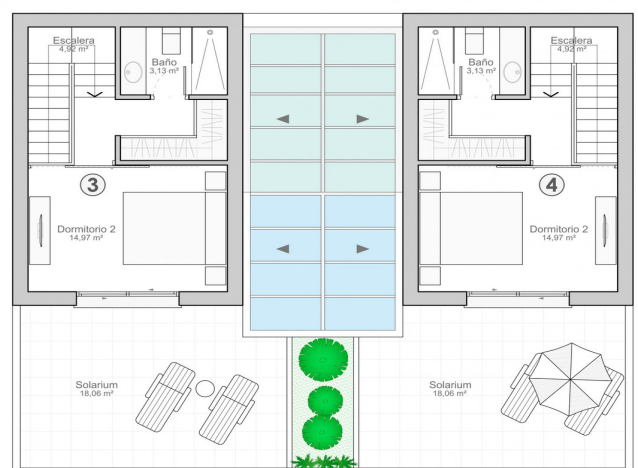 Escalera
4,92 m²
Baño
3,13 m²
3
Dormitorio 2
14,97 m²
Solarium
18,06 m²
Baño
3,13 m²
Escalera
4,92 m²
4
Dormitorio 2
14,97 m²
Solarium
18,06 m²